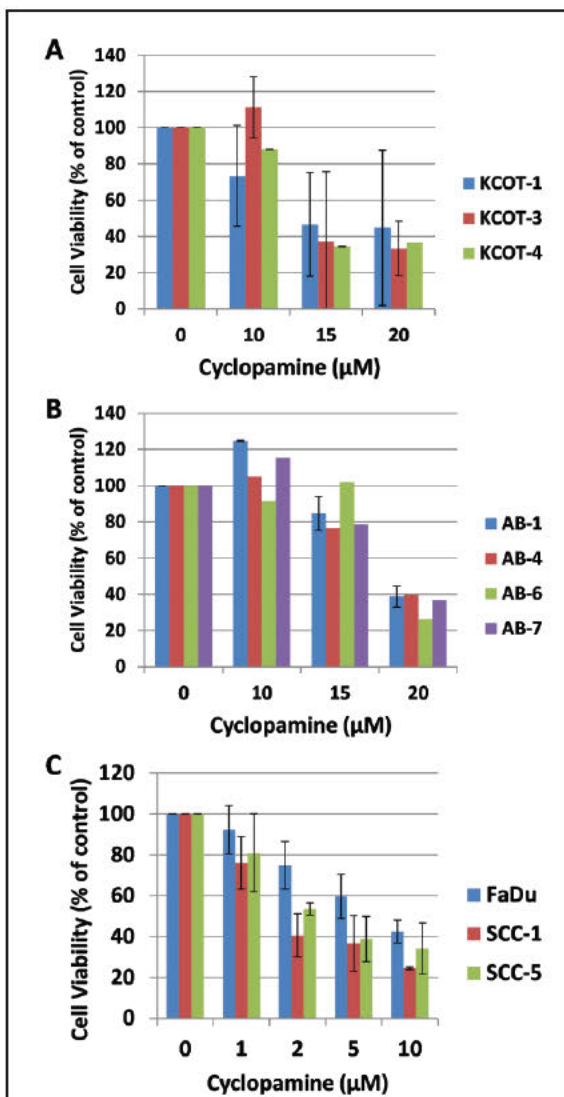 A
Cell Viability (% of control)
140
120
100
80
60
40
20
0
0 10 15 20
Cyclopamine (μM)
KCOT-1
KCOT-3
KCOT-4
B
Cell Viability (% of control)
140
120
100
80
60
40
20
0
0 10 15 20
Cyclopamine (μM)
AB-1
AB-4
AB-6
AB-7
C
Cell Viability (% of control)
120
100
80
60
40
20
0
0 1 2 5 10
Cyclopamine (μM)
FaDu
SCC-1
SCC-5